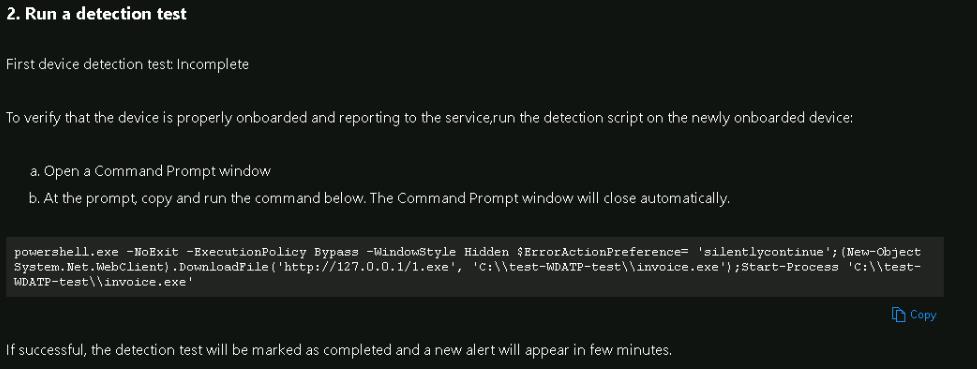 2. Run a detection test
First device detection test: Incomplete
To verify that the device is properly onboarded and reporting to the service,run the detection script on the newly onboarded device:
a. Open a Command Prompt window
b. At the prompt, copy and run the command below. The Command Prompt window will close automatically.
powershell.exe -NoExit -ExecutionPolicy Bypass -WindowStyle Hidden $ErrorActionPreference= 'silentlycontinue';(New-Object
System.Net.WebClient).DownloadFile('http://127.0.0.1/1.exe', 'C:\\test-WDATP-test\\invoice.exe');Start-Process 'C:\\test-
WDATP-test\\invoice.exe'
Copy
If successful, the detection test will be marked as completed and a new alert will appear in few minutes.